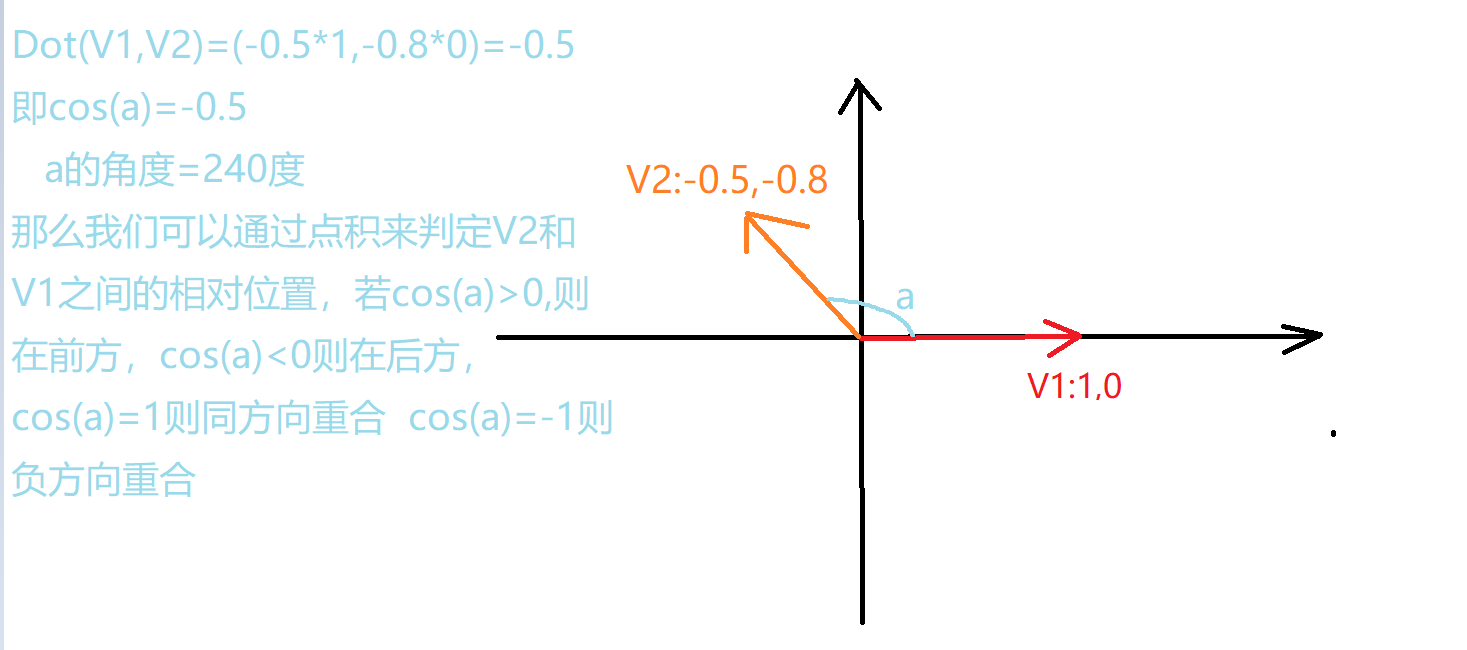 Dot(V1,V2)=(-0.5*1,-0.8*0)=-0.5
即cos(a)=-0.5
a的角度=240度
那么我们可以通过点积来判定V2和
V1之间的相对位置，若cos(a)>0,则
在前方，cos(a)<0则在后方，
cos(a)=1则同方向重合 cos(a)=-1则
负方向重合
V2:-0.5,-0.8
a
V1:1,0